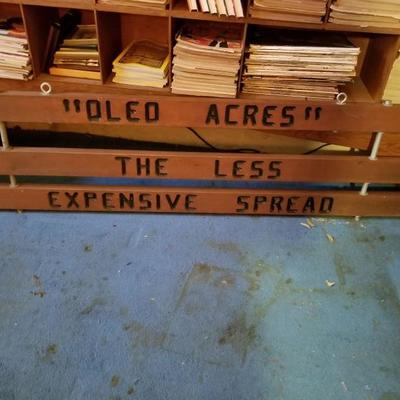 "OLEO ACRES"
THE LESS
EXPENSIVE SPREAD